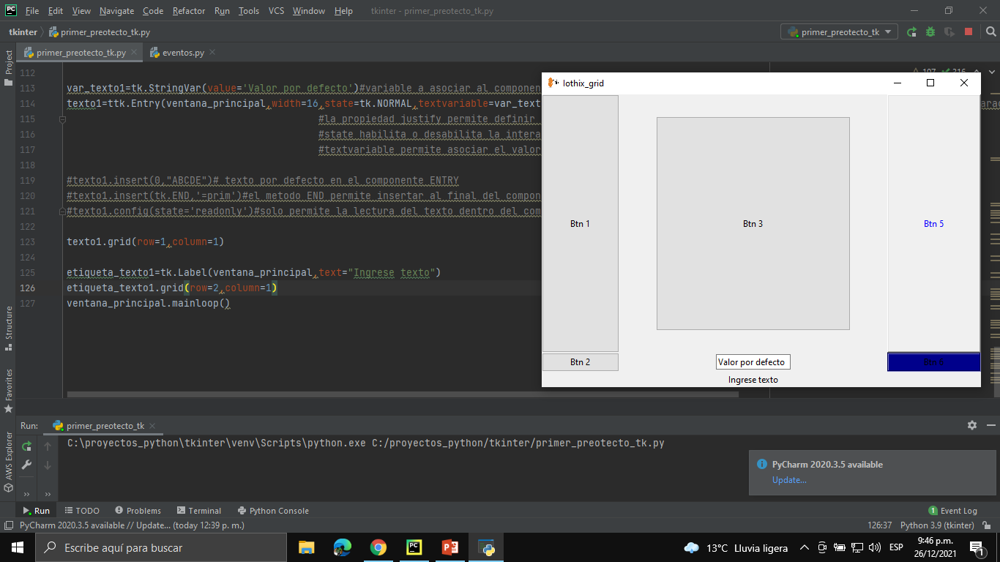 PC File Edit View Navigate Code Refactor Run Tools VCS Window Help tkinter - primer_preotecto_tk.py
tkinter primer_preotecto_tk.py primer_preotecto_tk
primer_preotecto_tk.py eventos.py
Project
Structure
Favorites
AWS Explorer
107 216
112
113 var_texto1=tk.StringVar(value='Valor por defecto')#variable a asociar al componen
114 texto1=ttk.Entry(ventana_principal,width=16,state=tk.NORMAL,textvariable=var_text
115 #la propiedad justify permite definir
116 #state habilita o desabilita la intera
117 #textvariable permite asociar el valor
118
119 #texto1.insert(0,"ABCDE")# texto por defecto en el componente ENTRY
120 #texto1.insert(tk.END,'=prim')#el metodo END permite insertar al final del compon
121 #texto1.config(state='readonly')#solo permite la lectura del texto dentro del com
122
123 texto1.grid(row=1,column=1)
124
125 etiqueta_texto1=tk.Label(ventana_principal,text="Ingrese texto")
126 etiqueta_texto1.grid(row=2,column=1)
127 ventana_principal.mainloop()
arac
lothix_grid
Btn 1 Btn 3 Btn 5
Btn 2 Valor por defecto Btn 6
Ingrese texto
Run: primer_preotecto_tk
C:\proyectos_python\tkinter\venv\Scripts\python.exe C:/proyectos_python/tkinter/primer_preotecto_tk.py
PyCharm 2020.3.5 available
Update...
Run TODO Problems Terminal Python Console 1 Event Log
PyCharm 2020.3.5 available // Update... (today 12:39 p. m.) 126:37 Python 3.9 (tkinter)
Escribe aquí para buscar
PC
13°C Lluvia ligera ESP
9:46 p.m.
26/12/2021
1